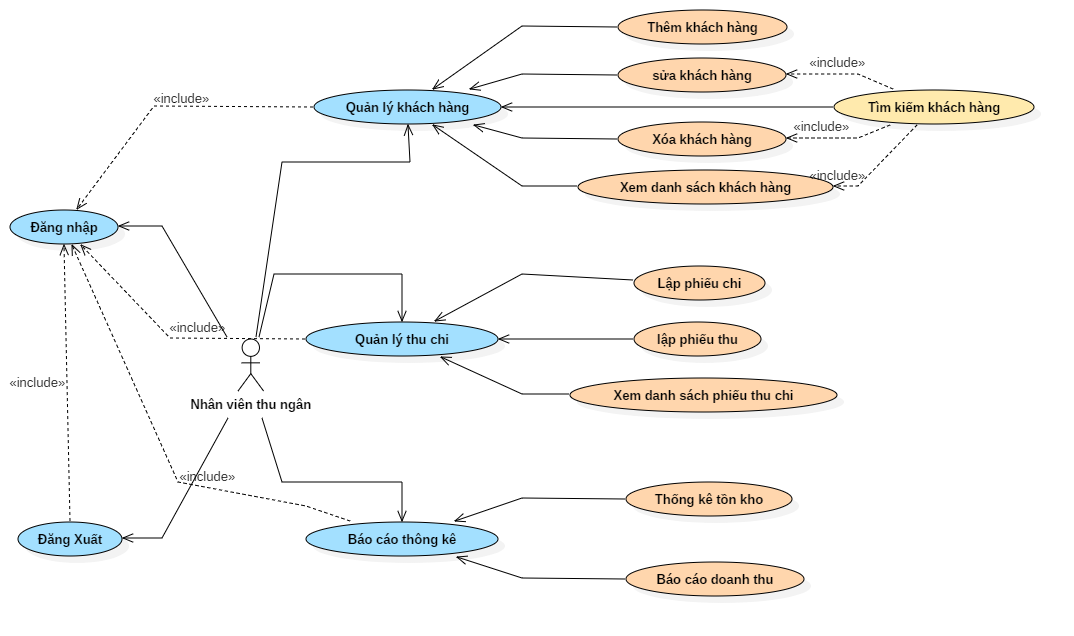 Thêm khách hàng
«include»
sửa khách hàng
«include»
Quản lý khách hàng
Tìm kiếm khách hàng
«include»
Xóa khách hàng
«include»
Xem danh sách khách hàng
Đăng nhập
Lập phiếu chi
«include»
Quản lý thu chi
lập phiếu thu
«include»
Xem danh sách phiếu thu chi
Nhân viên thu ngân
«include»
Thống kê tồn kho
Đăng Xuất
Báo cáo thông kê
Báo cáo doanh thu